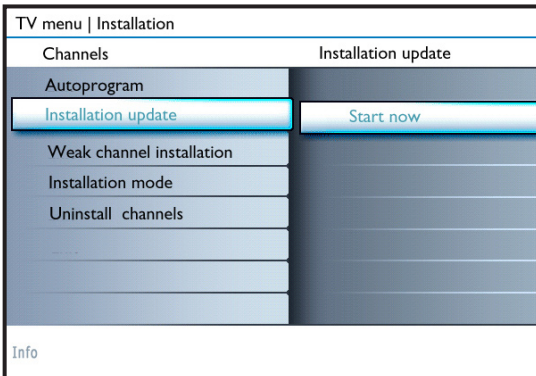 TV menu | Installation
Channels
Installation update
Autoprogram
Installation update
Start now
Weak channel installation
Installation mode
Uninstall channels
Info